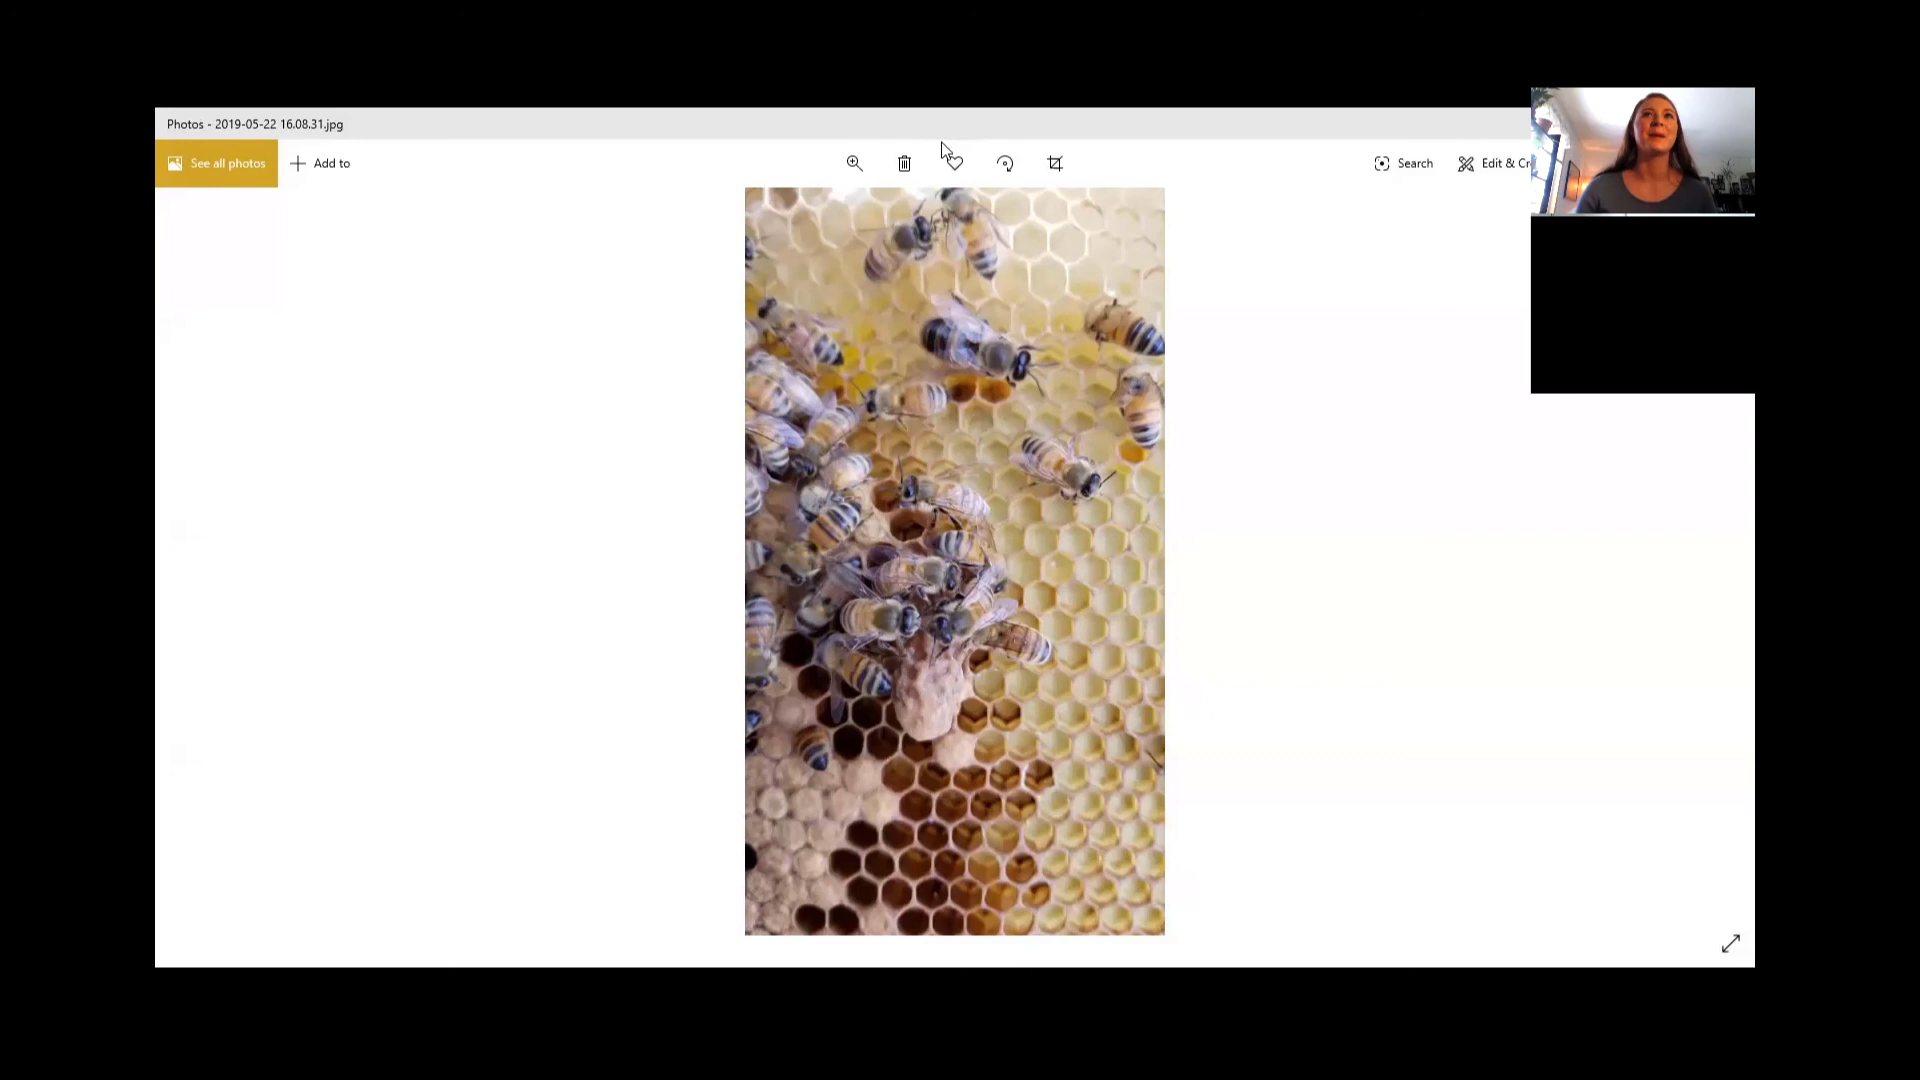 Photos - 2019-05-22 16.08.31.jpg
See all photos
Add to
Search
Edit & Cr